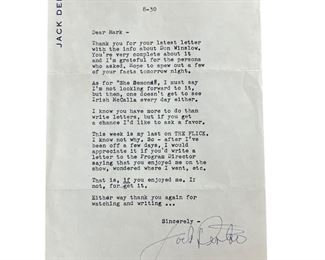 JACK DE
8-30
Dear Mark -
Thank you for your latest letter
with the info about Don Winslow.
You're very complete about it
and I'm grateful for the persons
who asked. Hope to spew out a few
of your facts tomorrow night.
As for "She Demons", I must say
I'm not looking forward to it,
but then, one doesn't get to see
Irish McCalla every day either.
I know you have more to do than
write letters, but if you get
a chance I'd like to ask a favor.
This week is my last on THE FLICK.
I know not why. So - after I've
been off a few days, I would
appreciate it if you'd write a
letter to the Program Director
saying that you enjoyed me on the
show, wondered where I went, etc.
That is, if you enjoyed me. If
not, forget it.
Either way thank you again for
watching and writing ...
Sincerely -
Jack